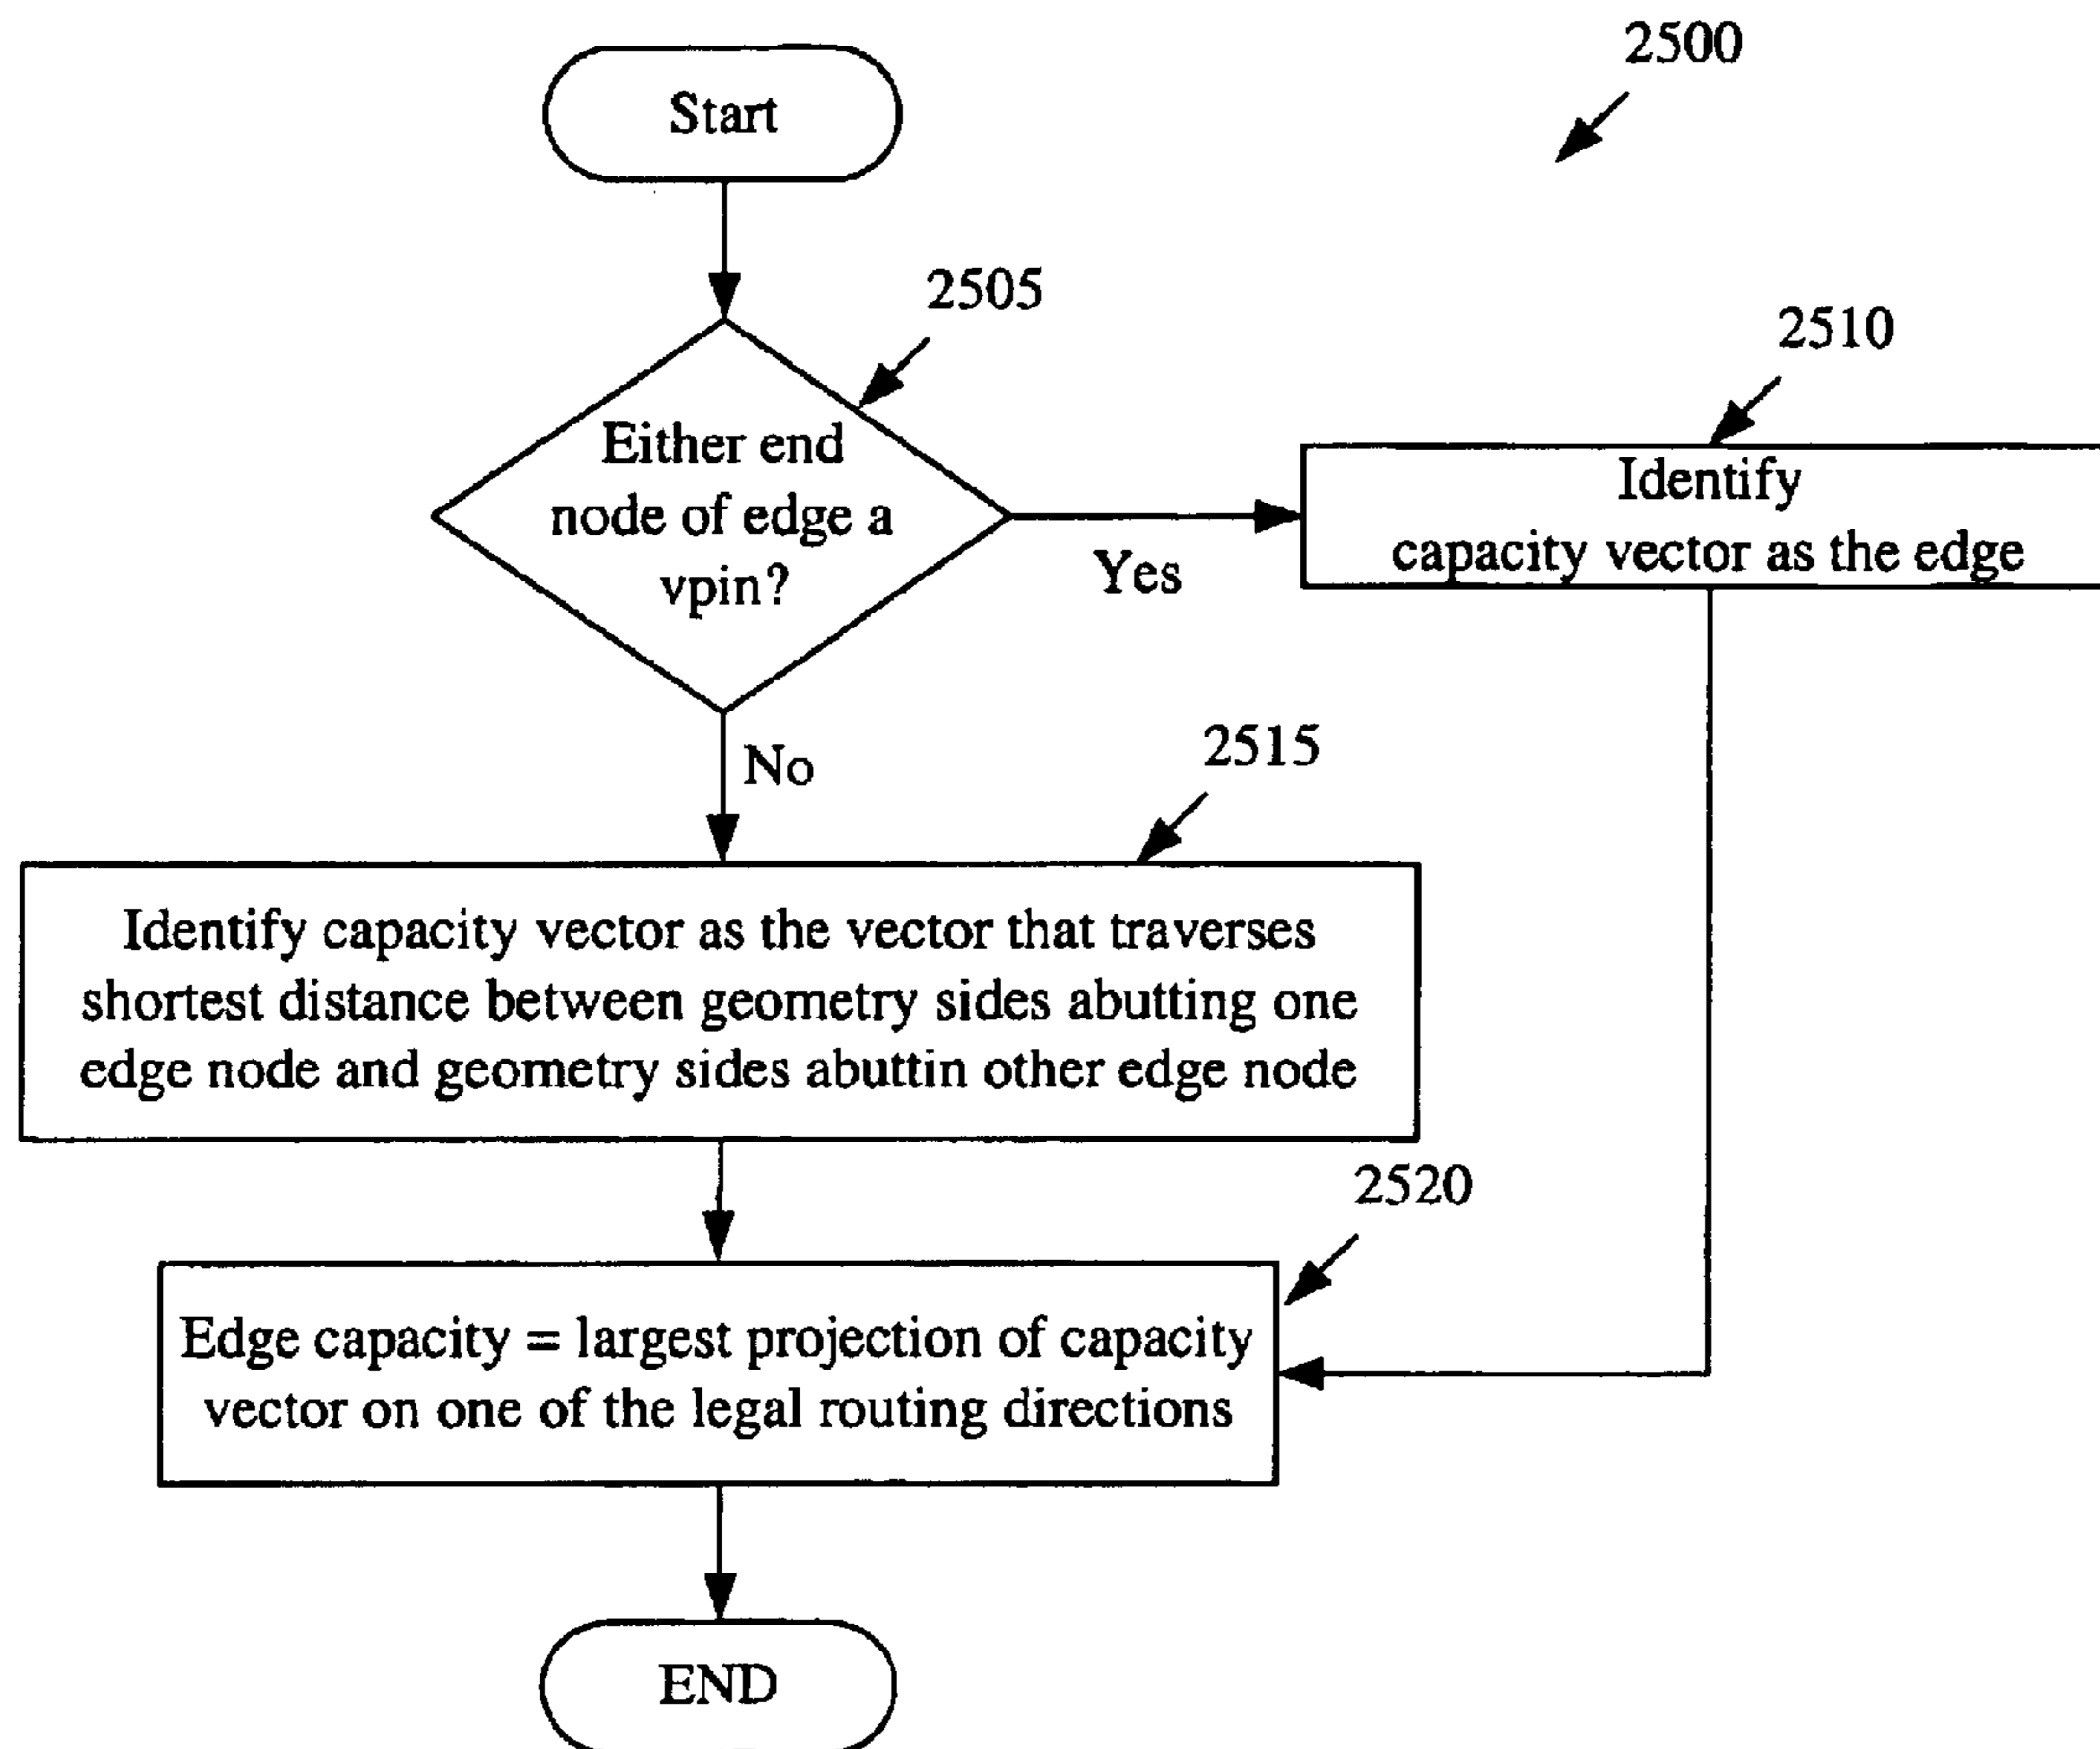 2500
Start
2505
2510
Either end
node of edge a
vpin?
Identify
capacity vector as the edge
Yes
No
2515
Identify capacity vector as the vector that traverses
shortest distance between geometry sides abutting one
edge node and geometry sides abuttin other edge node
2520
Edge capacity = largest projection of capacity
vector on one of the legal routing directions
END